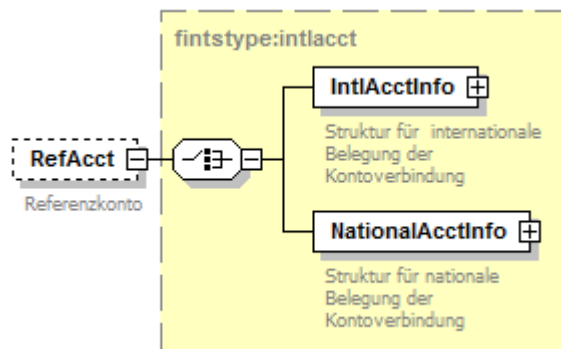 fintstype:intlacct
IntlAcctInfo
Struktur für internationale
Belegung der
Kontoverbindung
RefAcct
Referenzkonto
NationalAcctInfo
Struktur für nationale
Belegung der
Kontoverbindung